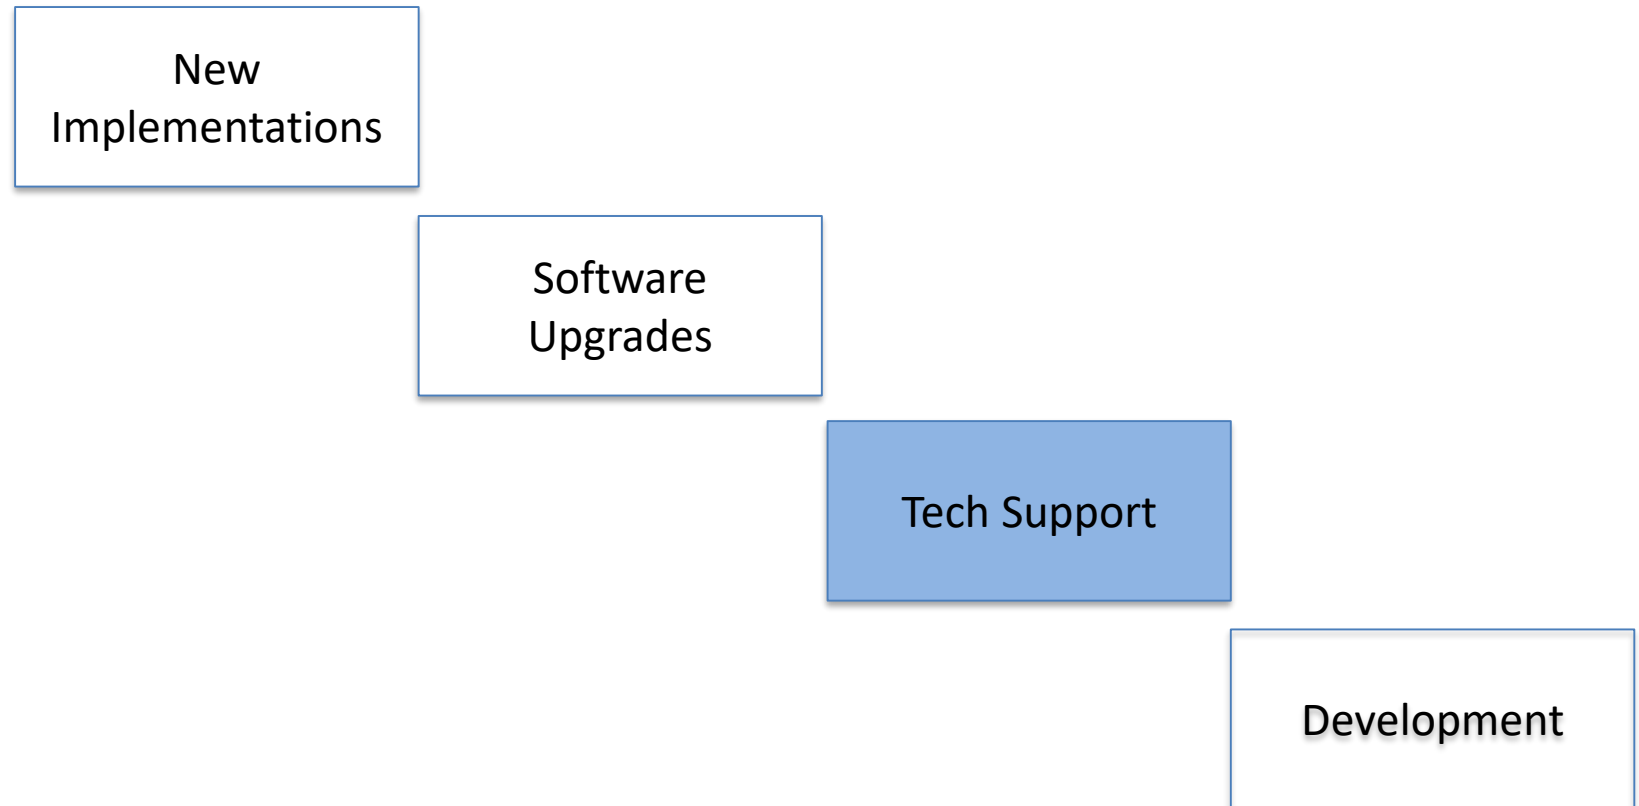 New
Implementations
Software
Upgrades
Tech Support
Development